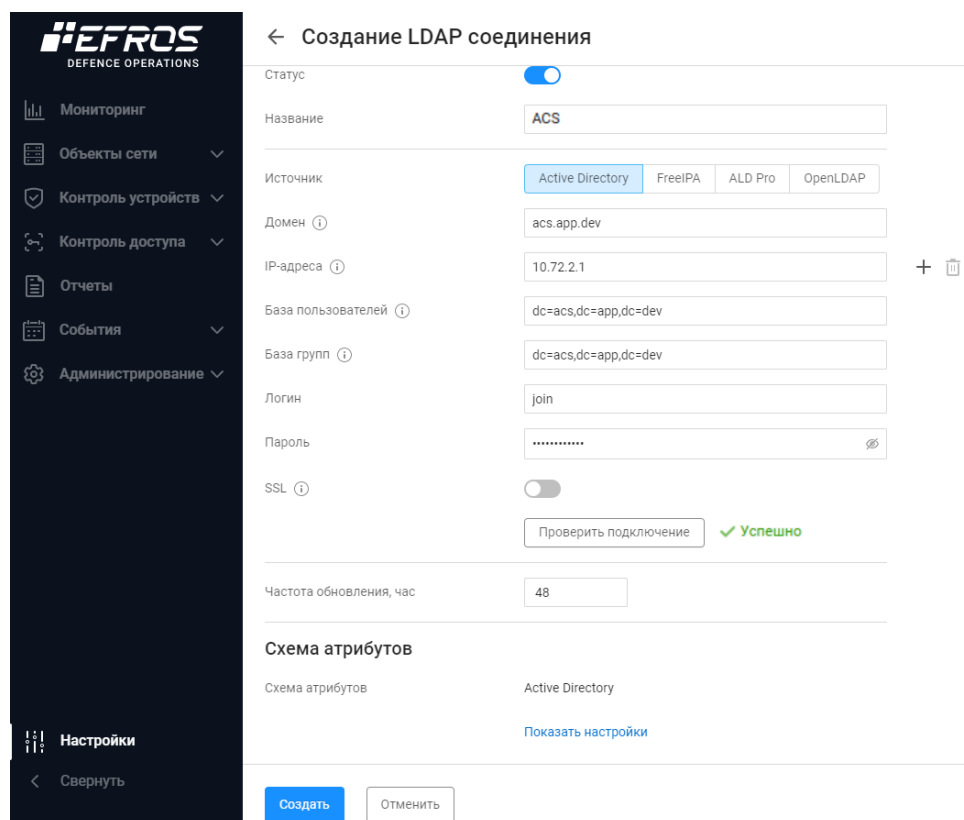 EFROS
DEFENCE OPERATIONS
Мониторинг
Объекты сети
Контроль устройств
Контроль доступа
Отчеты
События
Администрирование
Настройки
Свернуть
Создание LDAP соединения
Статус
Название ACS
Источник Active Directory FreeIPA ALD Pro OpenLDAP
Домен acs.app.dev
IP-адреса 10.72.2.1
База пользователей dc=acs,dc=app,dc=dev
База групп dc=acs,dc=app,dc=dev
Логин join
Пароль ••••••••••••
SSL
Проверить подключение Успешно
Частота обновления, час 48
Схема атрибутов
Схема атрибутов Active Directory
Показать настройки
Создать Отменить